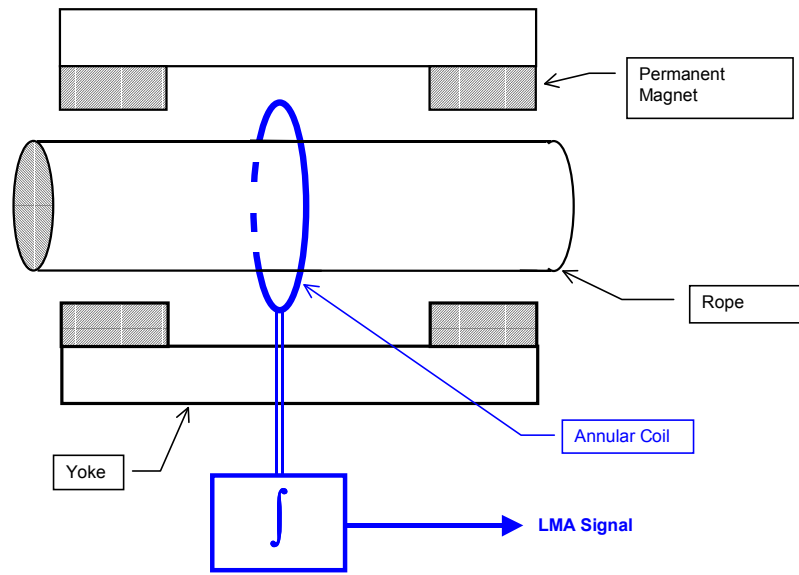 Permanent
Magnet
Rope
Annular Coil
Yoke
∫
LMA Signal